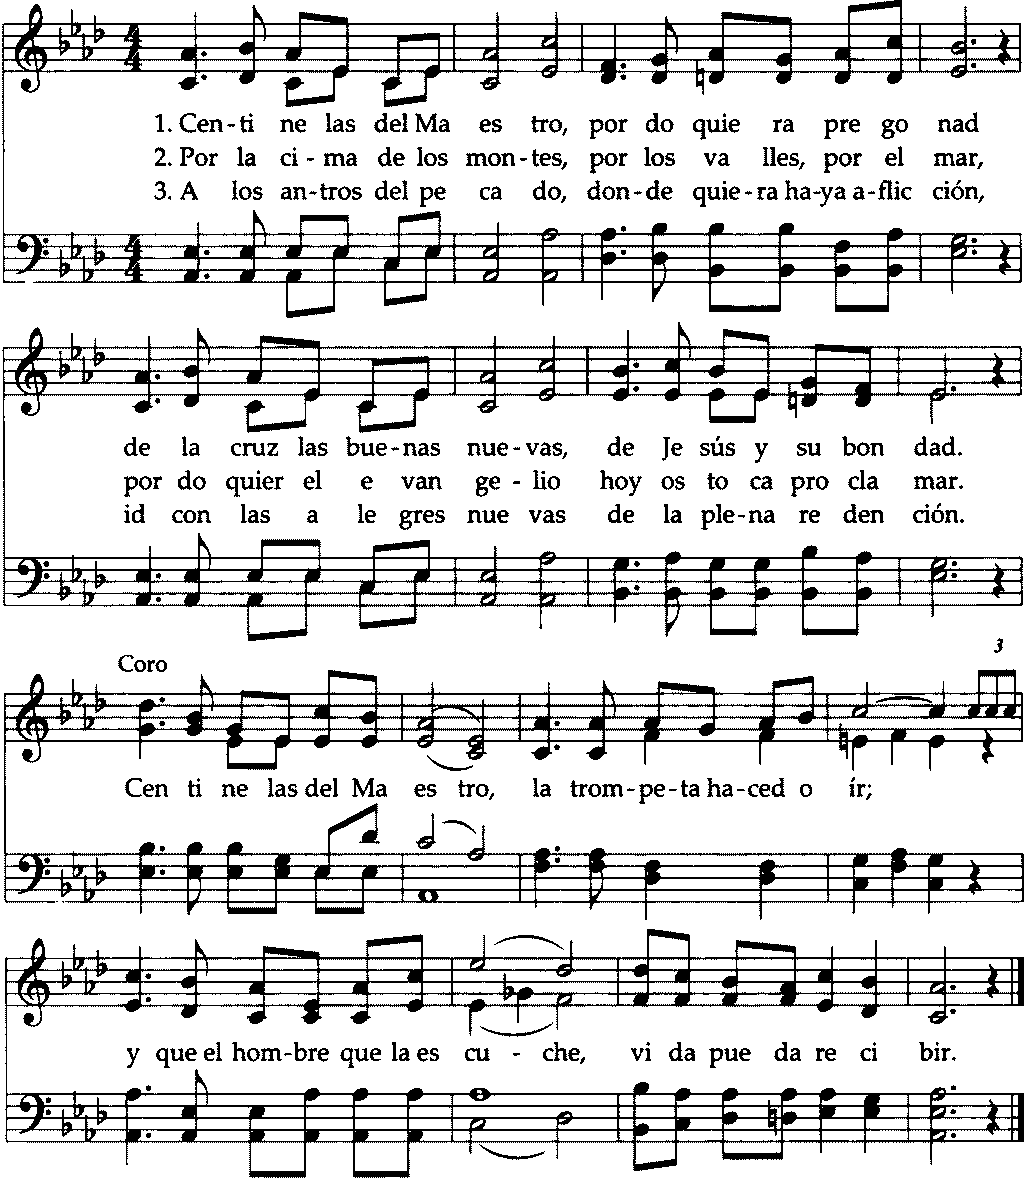 1. Cen-ti ne las del Ma es tro, por do quie ra pre go nad
2. Por la ci - ma de los mon-tes, por los va lles, por el mar,
3. A los an-tros del pe ca do, don-de quie-ra ha-ya a-flic ción,
de la cruz las bue-nas nue-vas, de Je sús y su bon dad.
por do quier el e van ge-lio hoy os to ca pro cla mar.
id con las a le gres nue vas de la ple-na re den ción.
3
Coro
Cen ti ne las del Ma es tro, la trom-pe-ta ha-ced o ír;
y que el hom-bre que la es cu - che, vi da pue da re ci bir.